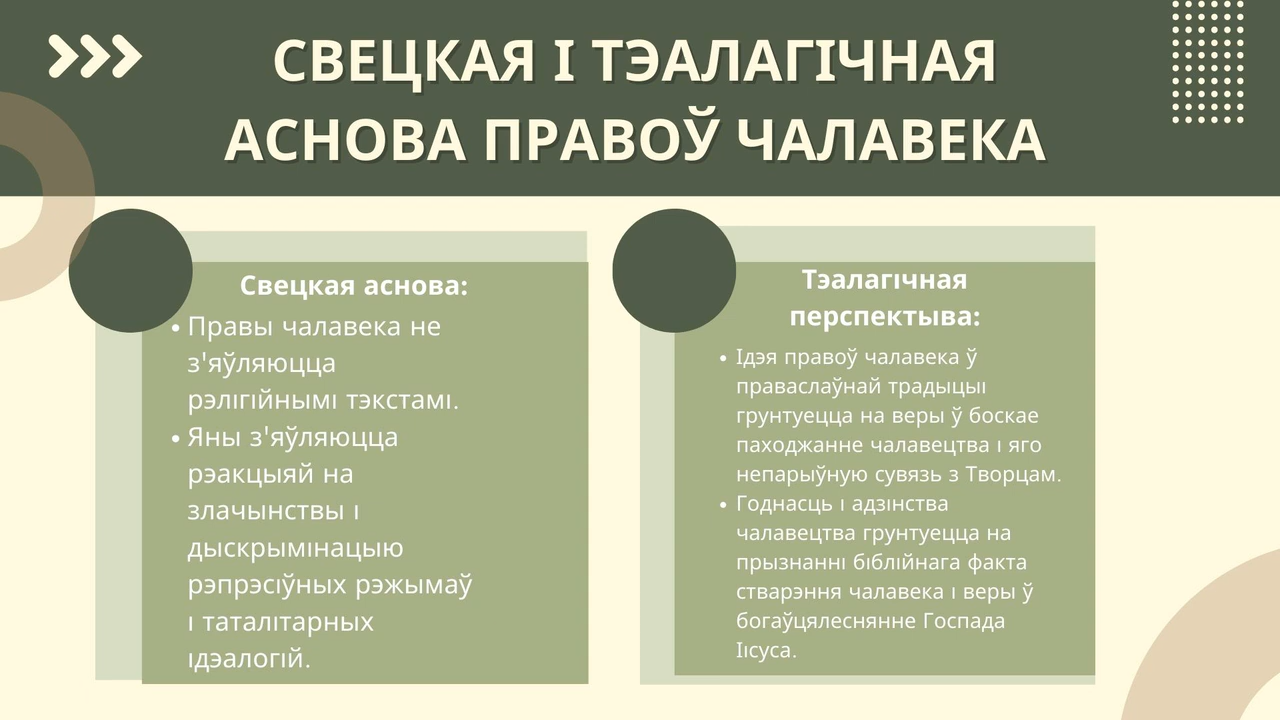 СВЕЦКАЯ І ТЭАЛАГІЧНАЯ
АСНОВА ПРАВОЎ ЧАЛАВЕКА
Свецкая аснова:
• Правы чалавека не
з'яўляюцца
рэлігійнымі тэкстамі.
• Яны з'яўляюцца
рэакцыяй на
злачынствы і
дыскрымінацыю
рэпрэсіўных рэжымаў
і таталітарных
ідэалогій.
Тэалагічная
перспектыва:
• Ідэя правоў чалавека ў
праваслаўнай традыцыі
грунтуецца на веры ў боскае
паходжанне чалавецтва і яго
непарыўную сувязь з Творцам.
• Годнасць і адзінства
чалавецтва грунтуецца на
прызнанні біблійнага факта
стварэння чалавека і веры ў
богаўцялеснянне Госпада
Іісуса.